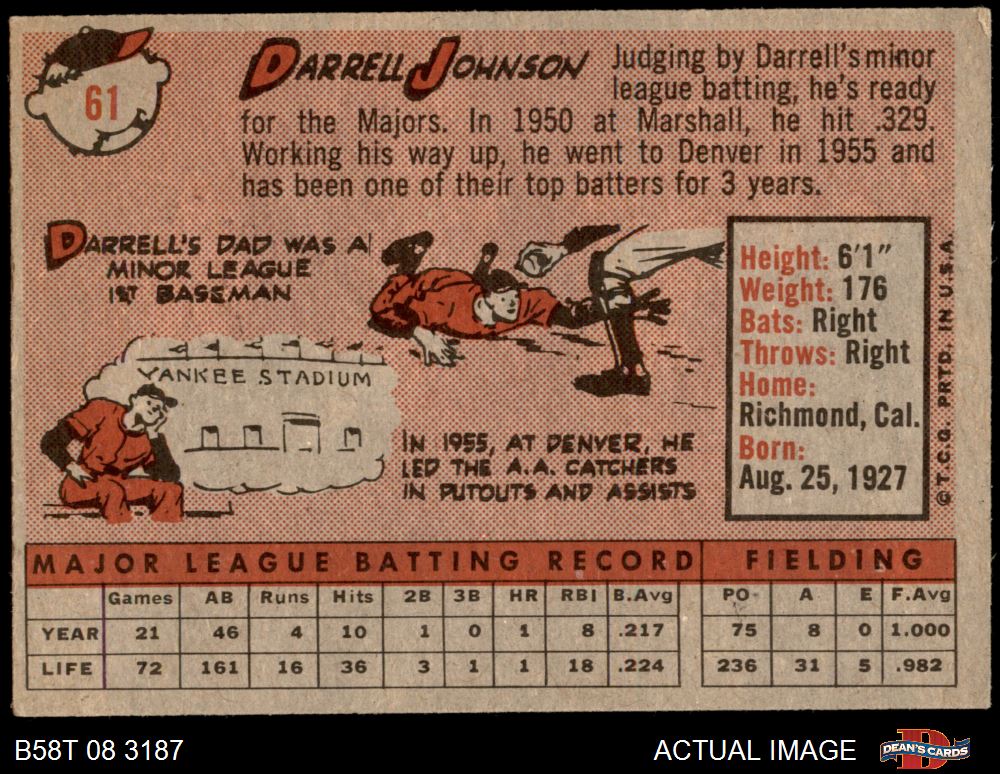 61
DARRELL JOHNSON
Judging by Darrell's minor
league batting, he's ready
for the Majors. In 1950 at Marshall, he hit .329.
Working his way up, he went to Denver in 1955 and
has been one of their top batters for 3 years.
DARRELL'S DAD WAS A
MINOR LEAGUE
1ST BASEMAN
YANKEE STADIUM
IN 1955, AT DENVER, HE
LED THE A.A. CATCHERS
IN PUTOUTS AND ASSISTS
Height: 6'1"
Weight: 176
Bats: Right
Throws: Right
Home:
Richmond, Cal.
Born:
Aug. 25, 1927
© T.C.G. PRTD. IN U.S.A.
MAJOR LEAGUE BATTING RECORD FIELDING
Games AB Runs Hits 2B 3B HR RBI B.Avg PO A E F.Avg
YEAR 21 46 4 10 1 0 1 8 .217 75 8 0 1.000
LIFE 72 161 16 36 3 1 1 18 .224 236 31 5 .982
B58T 08 3187 ACTUAL IMAGE DEAN'S CARDS